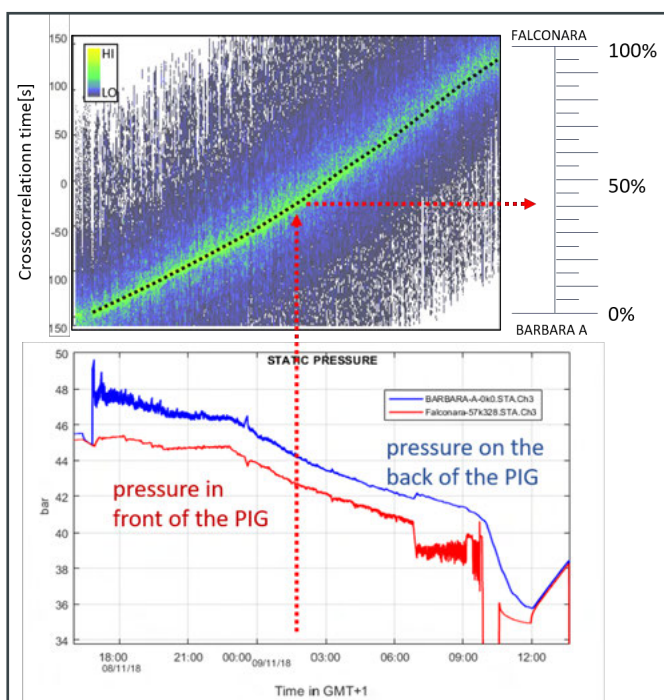 Crosscorrelationn time[s]
150
100
50
0
-50
100
150
HI
LO
FALCONARA
100%
50%
0%
BARBARA A
STATIC PRESSURE
BARBARA-A-0k0.STA.Ch3
Falconara-57k328.STA.Ch3
pressure on the
back of the PIG
pressure in
front of the PIG
bar
50
48
46
44
42
40
38
36
34
18:00
21:00
00:00
03:00
06:00
09:00
12:00
08/11/18
09/11/18
Time in GMT+1